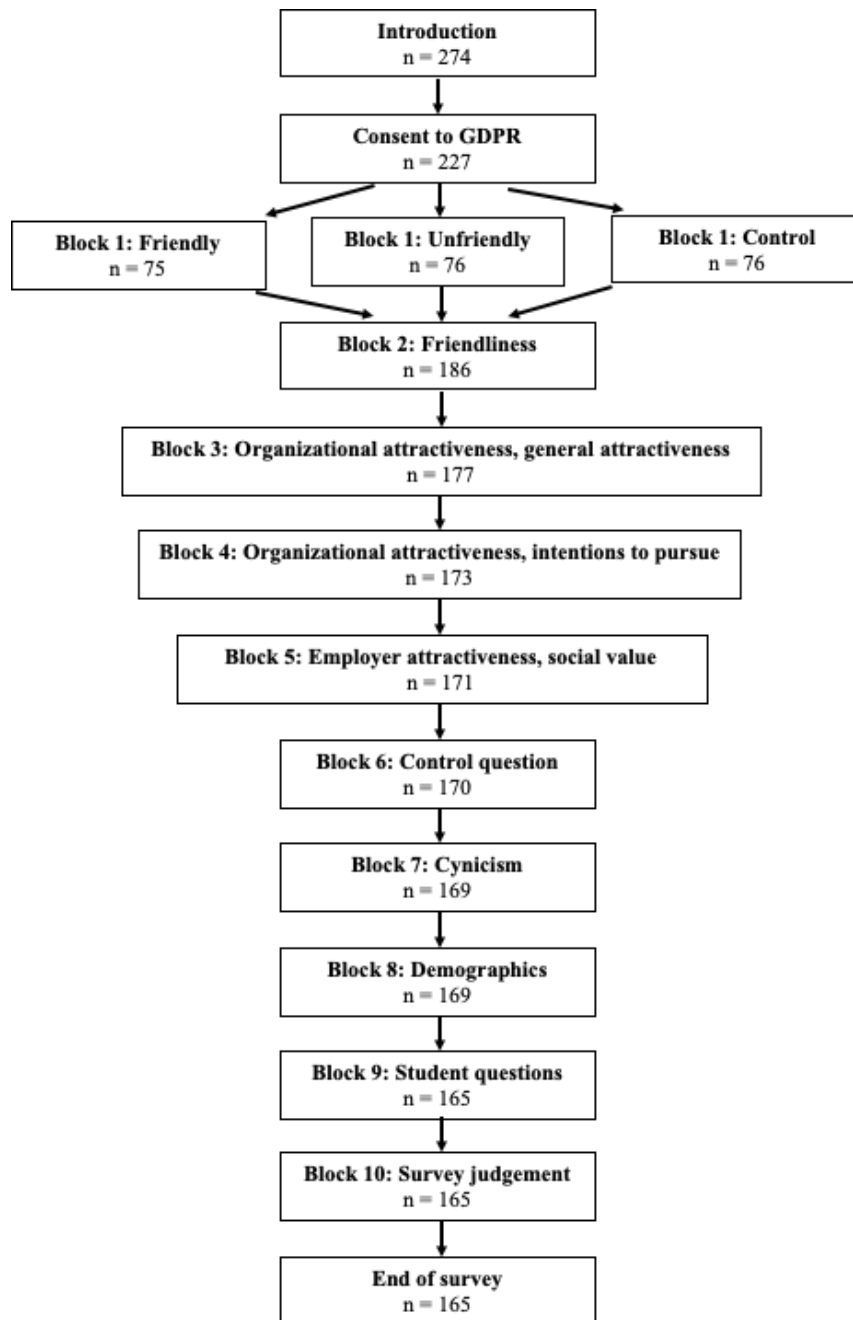 Introduction
n = 274
Consent to GDPR
n = 227
Block 1: Friendly
n = 75
Block 1: Unfriendly
n = 76
Block 1: Control
n = 76
Block 2: Friendliness
n = 186
Block 3: Organizational attractiveness, general attractiveness
n = 177
Block 4: Organizational attractiveness, intentions to pursue
n = 173
Block 5: Employer attractiveness, social value
n = 171
Block 6: Control question
n = 170
Block 7: Cynicism
n = 169
Block 8: Demographics
n = 169
Block 9: Student questions
n = 165
Block 10: Survey judgement
n = 165
End of survey
n = 165